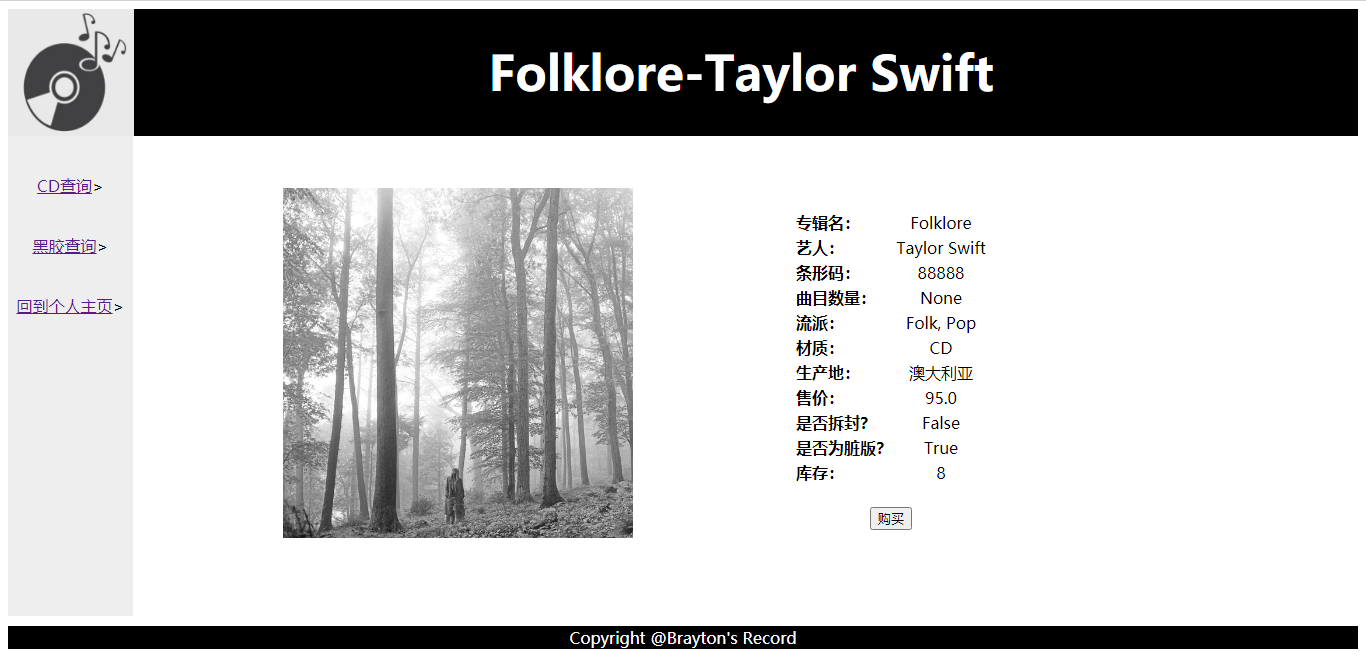 Folklore-Taylor Swift
CD查询>
黑胶查询>
回到个人主页>
专辑名： Folklore
艺人： Taylor Swift
条形码： 88888
曲目数量： None
流派： Folk, Pop
材质： CD
生产地： 澳大利亚
售价： 95.0
是否拆封？ False
是否为脏版？ True
库存： 8
购买
Copyright @Brayton's Record